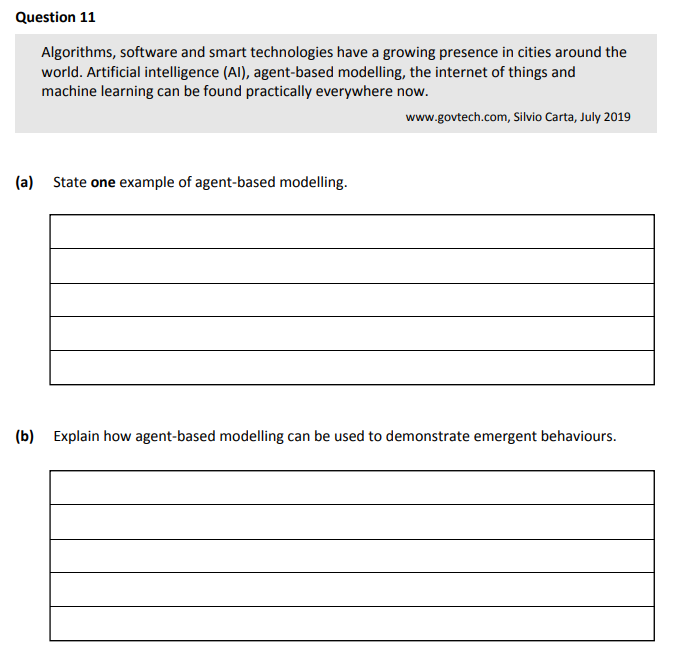 Question 11
Algorithms, software and smart technologies have a growing presence in cities around the
world. Artificial intelligence (AI), agent-based modelling, the internet of things and
machine learning can be found practically everywhere now.
www.govtech.com, Silvio Carta, July 2019
(a) State one example of agent-based modelling.
(b) Explain how agent-based modelling can be used to demonstrate emergent behaviours.